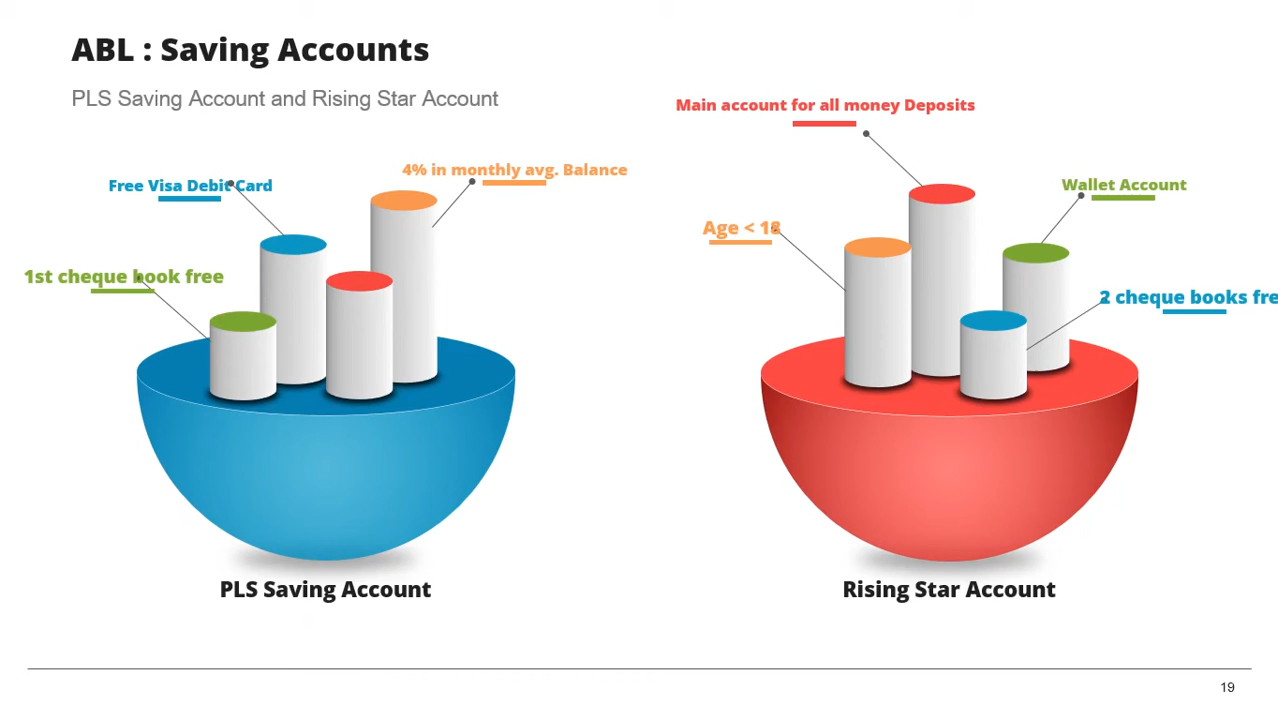 ABL : Saving Accounts
PLS Saving Account and Rising Star Account
Main account for all money Deposits
Free Visa Debit Card
4% in monthly avg. Balance
Wallet Account
Age < 18
1st cheque book free
2 cheque books fre
PLS Saving Account
Rising Star Account
19